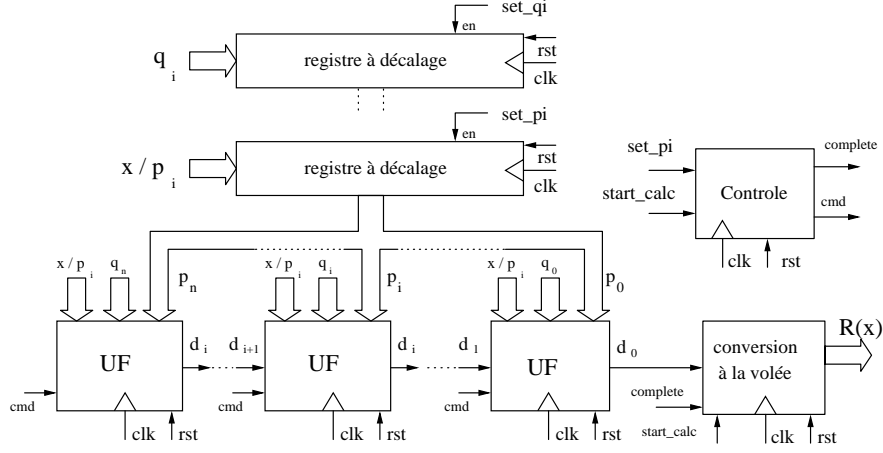 set_qi
en
q i
registre à décalage
rst
clk
set_pi
en
x / p i
registre à décalage
rst
clk
set_pi
start_calc
Controle
complete
cmd
clk
rst
x / p i
q n
p n
x / p i
q i
p i
x / p i
q 0
p 0
UF
d i
d i+1
UF
d i
d 1
UF
d 0
conversion
à la volée
R(x)
cmd
cmd
cmd
complete
start_calc
clk
rst
clk
rst
clk
rst
clk
rst